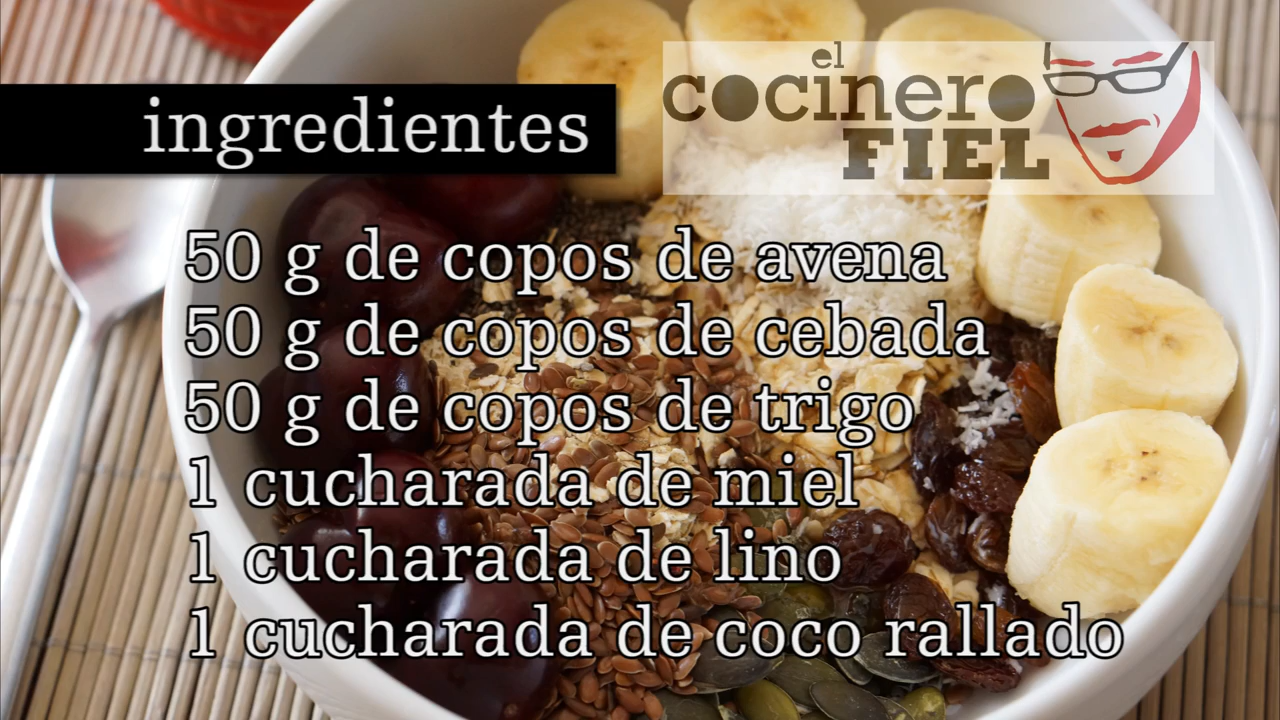 el
cocinero
FIEL
ingredientes
50 g de copos de avena
50 g de copos de cebada
50 g de copos de trigo
1 cucharada de miel
1 cucharada de lino
1 cucharada de coco rallado